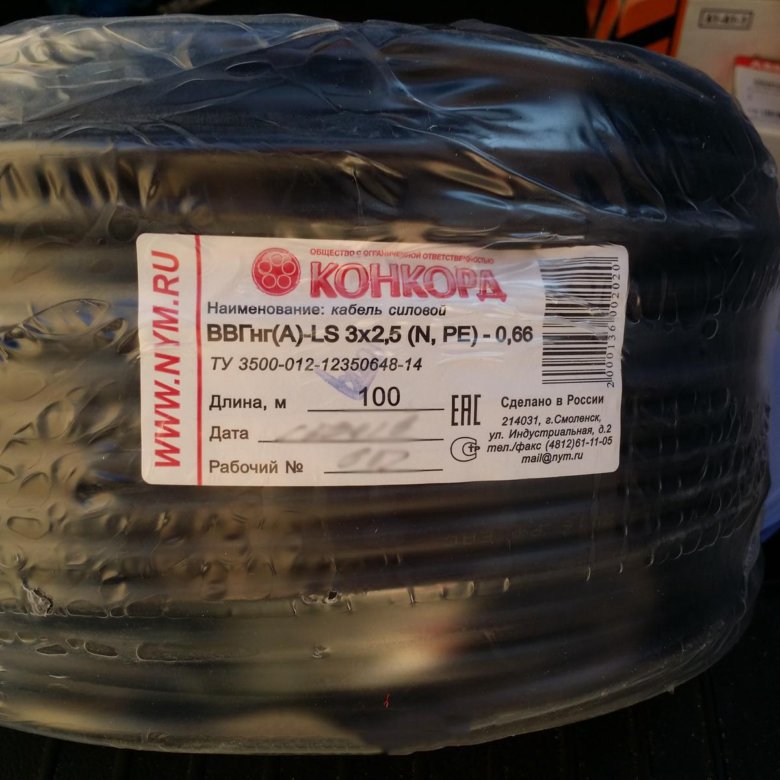 WWW.NYM.RU
ОБЩЕСТВО С ОГРАНИЧЕННОЙ ОТВЕТСТВЕННОСТЬЮ
КОНКОРД
Наименование: кабель силовой
ВВГнг(А)-LS 3х2,5 (N, PE) - 0,66
ТУ 3500-012-12350648-14
Длина, м 100
Дата
Рабочий №
ЕАС
Сделано в России
214031, г.Смоленск,
ул. Индустриальная, д.2
тел./факс (4812)61-11-05
mail@nym.ru
2000136002020